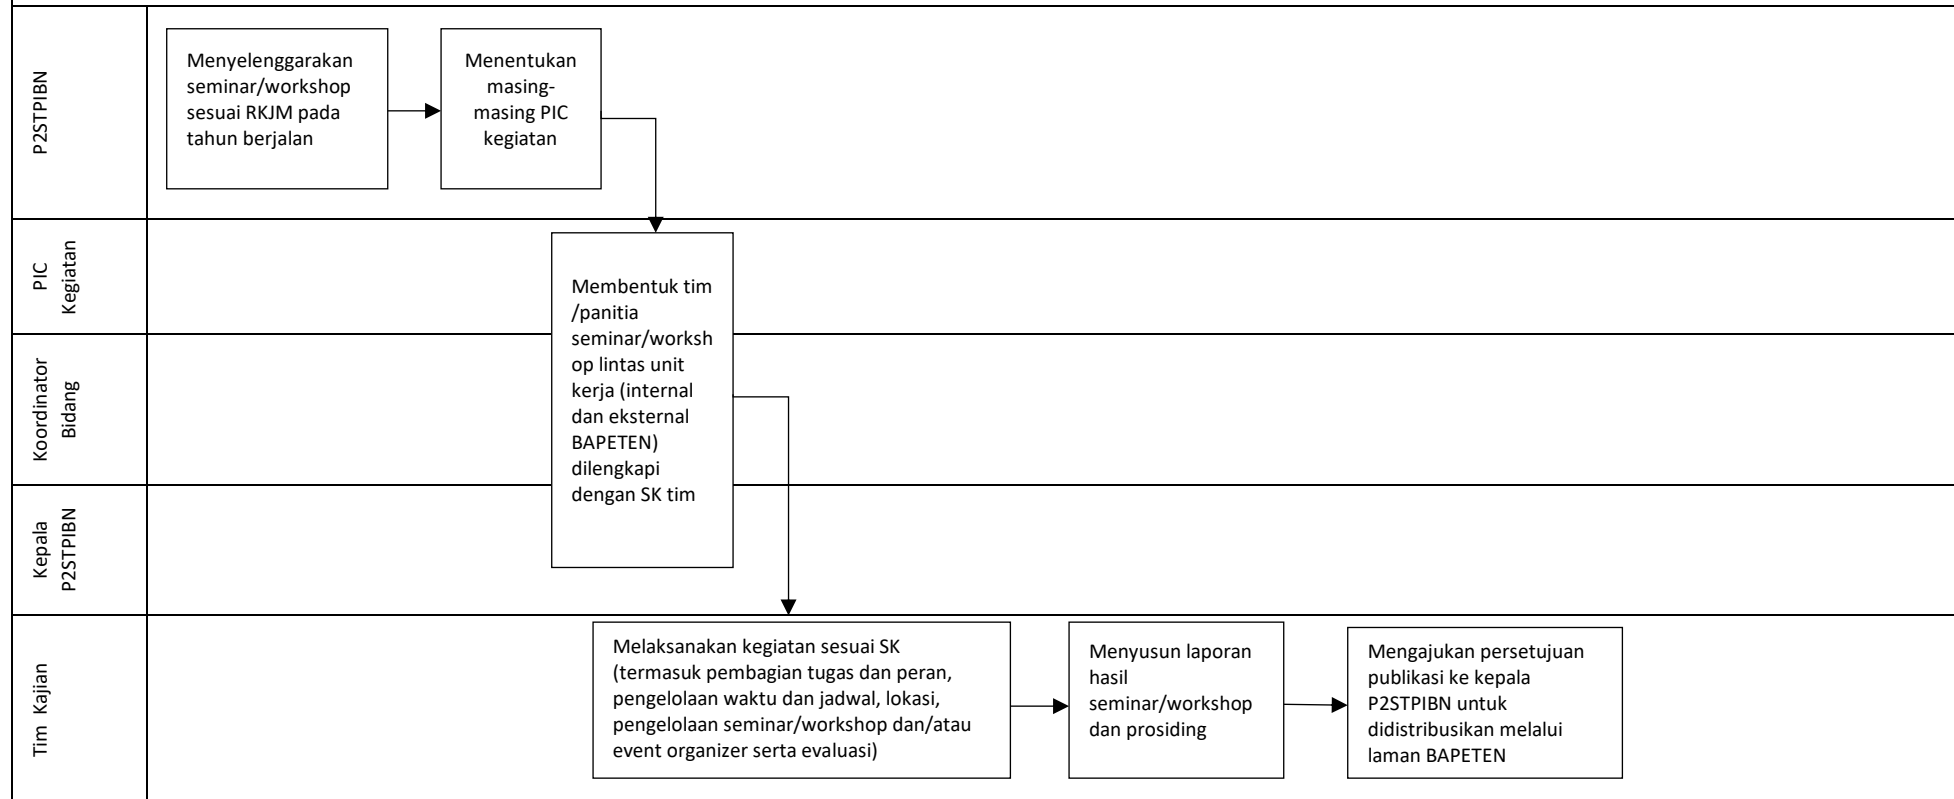 P2STPIBN
Menyelenggarakan
seminar/workshop
sesuai RKJM pada
tahun berjalan
Menentukan
masing-
masing PIC
kegiatan
PIC
Kegiatan
Membentuk tim
/panitia
seminar/worksh
op lintas unit
kerja (internal
dan eksternal
BAPETEN)
dilengkapi
dengan SK tim
Koordinator
Bidang
Kepala
P2STPIBN
Tim Kajian
Melaksanakan kegiatan sesuai SK
(termasuk pembagian tugas dan peran,
pengelolaan waktu dan jadwal, lokasi,
pengelolaan seminar/workshop dan/atau
event organizer serta evaluasi)
Menyusun laporan
hasil
seminar/workshop
dan prosiding
Mengajukan persetujuan
publikasi ke kepala
P2STPIBN untuk
didistribusikan melalui
laman BAPETEN